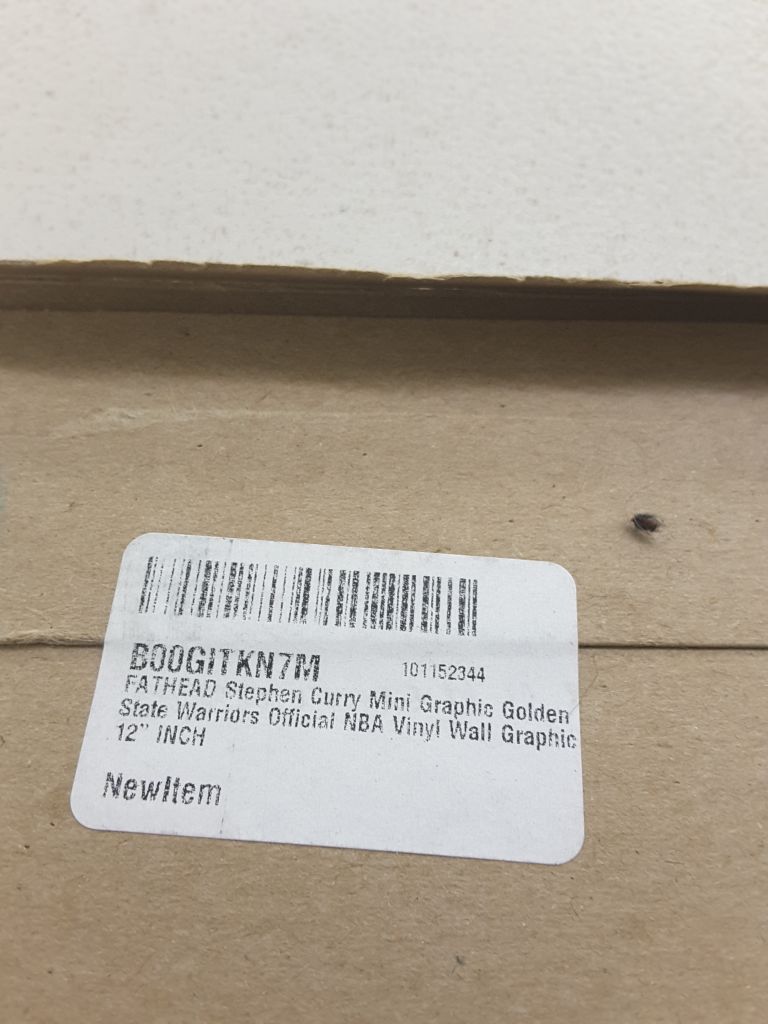 B00GITKN7M 101152344
FATHEAD Stephen Curry Mini Graphic Golden
State Warriors Official NBA Vinyl Wall Graphic
12" INCH
NewItem